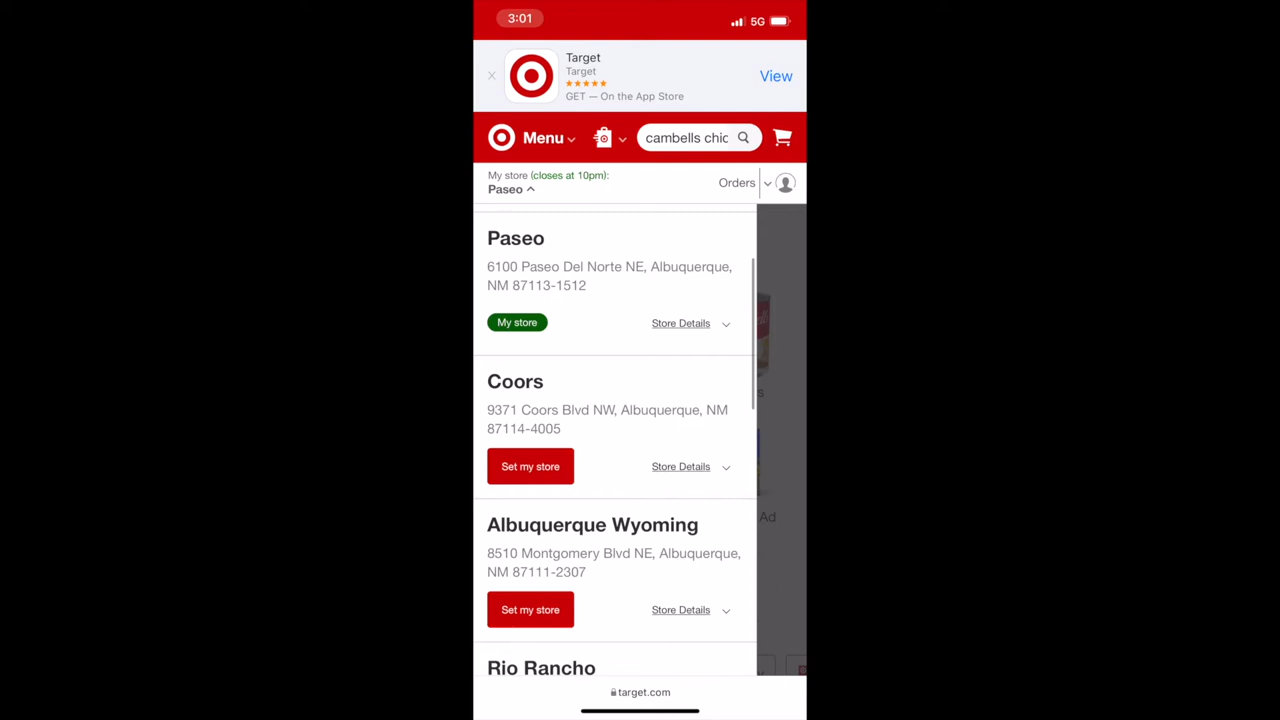 3:01
5G
Target
Target
GET — On the App Store
View
Menu
cambells chic
My store (closes at 10pm):
Paseo
Orders
Paseo
6100 Paseo Del Norte NE, Albuquerque,
NM 87113-1512
My store
Store Details
Coors
9371 Coors Blvd NW, Albuquerque, NM
87114-4005
Set my store
Store Details
s
Albuquerque Wyoming
Ad
8510 Montgomery Blvd NE, Albuquerque,
NM 87111-2307
Set my store
Store Details
Rio Rancho
target.com